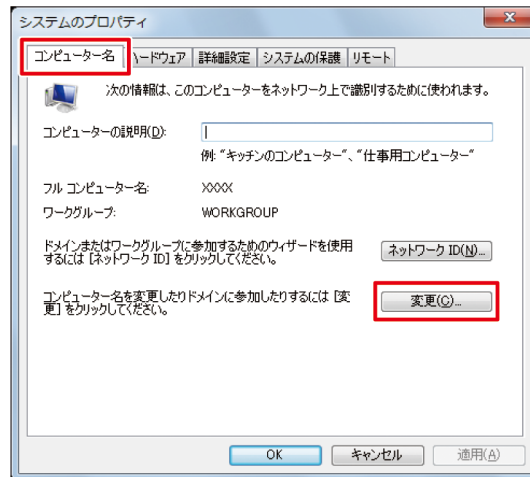 システムのプロパティ
コンピューター名 ハードウェア 詳細設定 システムの保護 リモート
次の情報は、このコンピューターをネットワーク上で識別するために使われます。
コンピューターの説明(D):
例: "キッチンのコンピューター"、"仕事用コンピューター"
フル コンピューター名: XXXX
ワークグループ: WORKGROUP
ドメインまたはワークグループに参加するためのウィザードを使用
するには [ネットワーク ID] をクリックしてください。
ネットワーク ID(N)...
コンピューター名を変更したりドメインに参加したりするには [変
更] をクリックしてください。
変更(C)...
OK キャンセル 適用(A)